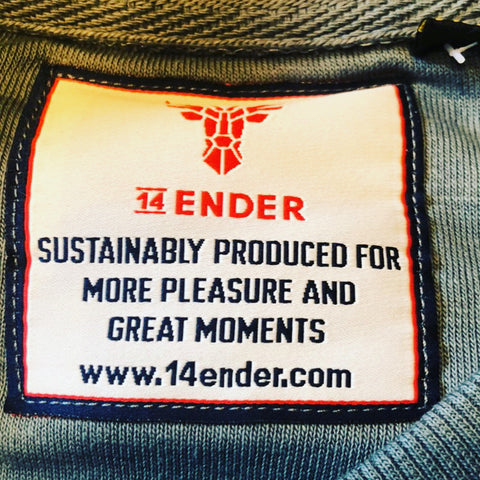 14 ENDER
SUSTAINABLY PRODUCED FOR
MORE PLEASURE AND
GREAT MOMENTS
www.14ender.com